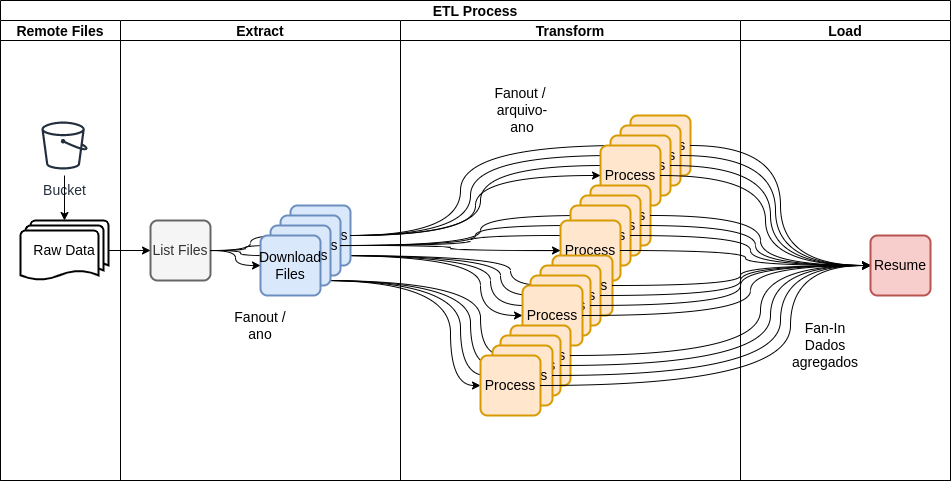 ETL Process
Remote Files
Extract
Transform
Load
Fanout /
arquivo-
ano
Bucket
Raw Data
List Files
Downloads
Files
s
Fanout /
ano
Process
s
s
Process
s
s
Process
s
s
Process
s
s
Resume
Fan-In
Dados
agregados